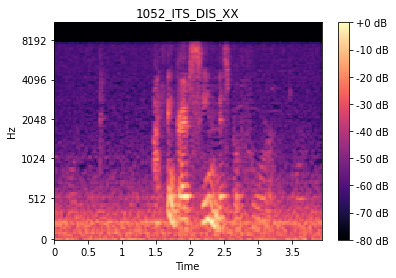 1052_ITS_DIS_XX
Hz
8192
4096
2048
1024
512
0
0 0.5 1 1.5 2 2.5 3 3.5
Time
+0 dB
-10 dB
-20 dB
-30 dB
-40 dB
-50 dB
-60 dB
-70 dB
-80 dB